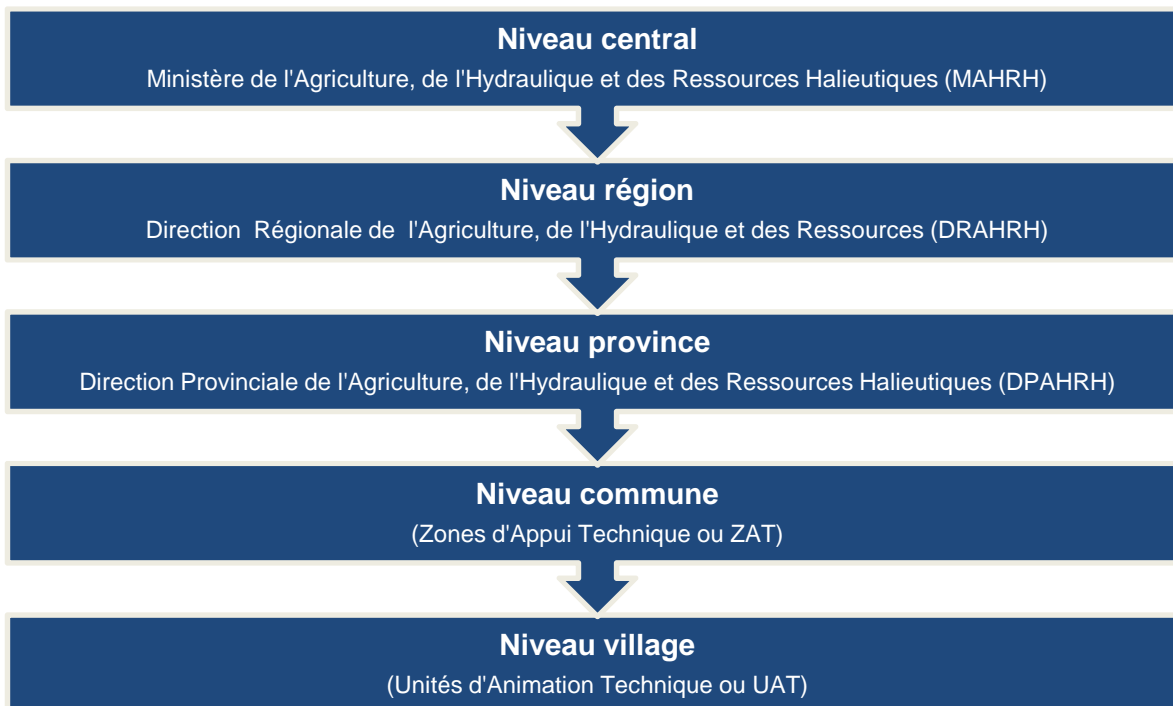 Niveau central
Ministère de l'Agriculture, de l'Hydraulique et des Ressources Halieutiques (MAHRH)
Niveau région
Direction Régionale de l'Agriculture, de l'Hydraulique et des Ressources (DRAHRH)
Niveau province
Direction Provinciale de l'Agriculture, de l'Hydraulique et des Ressources Halieutiques (DPAHRH)
Niveau commune
(Zones d'Appui Technique ou ZAT)
Niveau village
(Unités d'Animation Technique ou UAT)